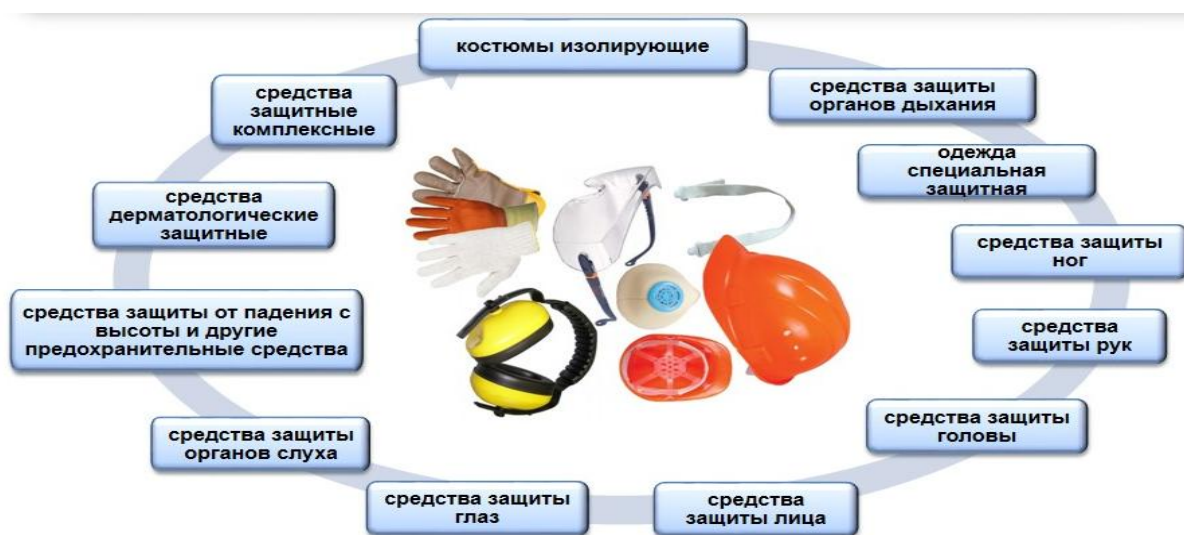 костюмы изолирующие
средства защиты
органов дыхания
одежда
специальная
защитная
средства защиты
ног
средства
защиты рук
средства защиты
головы
средства
защиты лица
средства защиты
глаз
средства защиты
органов слуха
средства защиты от падения с
высоты и другие
предохранительные средства
средства
дерматологические
защитные
средства
защитные
комплексные